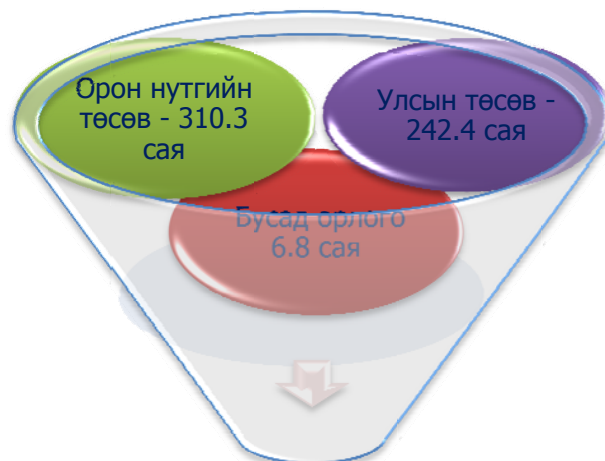 Орон нутгийн
төсөв - 310.3
сая
Улсын төсөв -
242.4 сая
Бусад орлого
6.8 сая